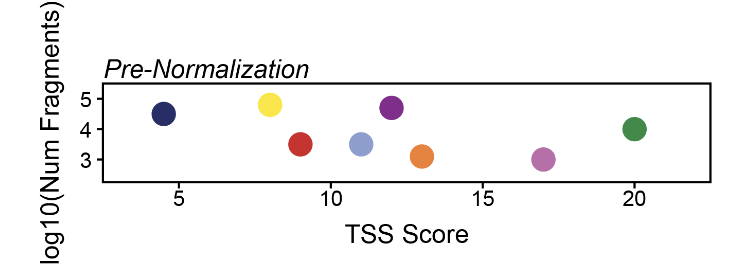 Pre-Normalization
log10(Num Fragments)
5
4
3
5 10 15 20
TSS Score